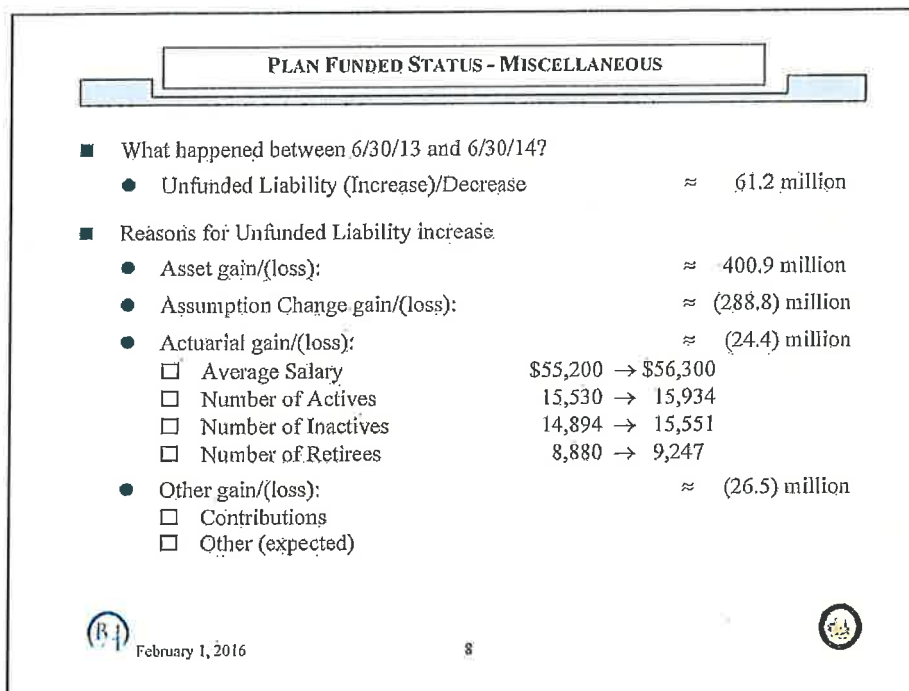 PLAN FUNDED STATUS - MISCELLANEOUS
■ What happened between 6/30/13 and 6/30/14?
● Unfunded Liability (Increase)/Decrease ≈ 61.2 million
■ Reasons for Unfunded Liability increase
● Asset gain/(loss): ≈ 400.9 million
● Assumption Change gain/(loss): ≈ (288.8) million
● Actuarial gain/(loss): ≈ (24.4) million
□ Average Salary $55,200 → $56,300
□ Number of Actives 15,530 → 15,934
□ Number of Inactives 14,894 → 15,551
□ Number of Retirees 8,880 → 9,247
● Other gain/(loss): ≈ (26.5) million
□ Contributions
□ Other (expected)
February 1, 2016 8